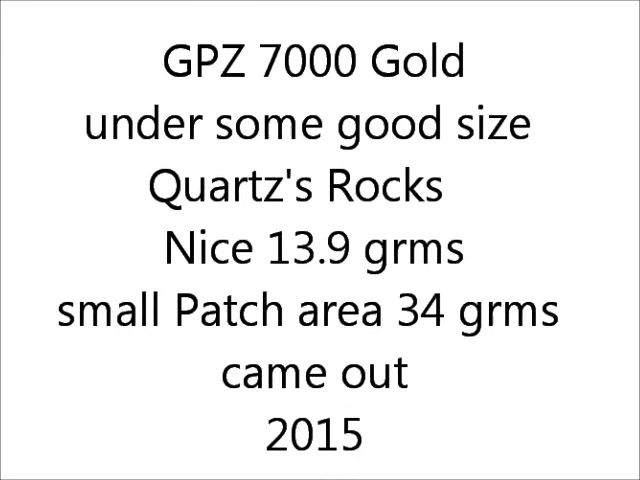 GPZ 7000 Gold
under some good size
Quartz's Rocks
Nice 13.9 grms
small Patch area 34 grms
came out
2015